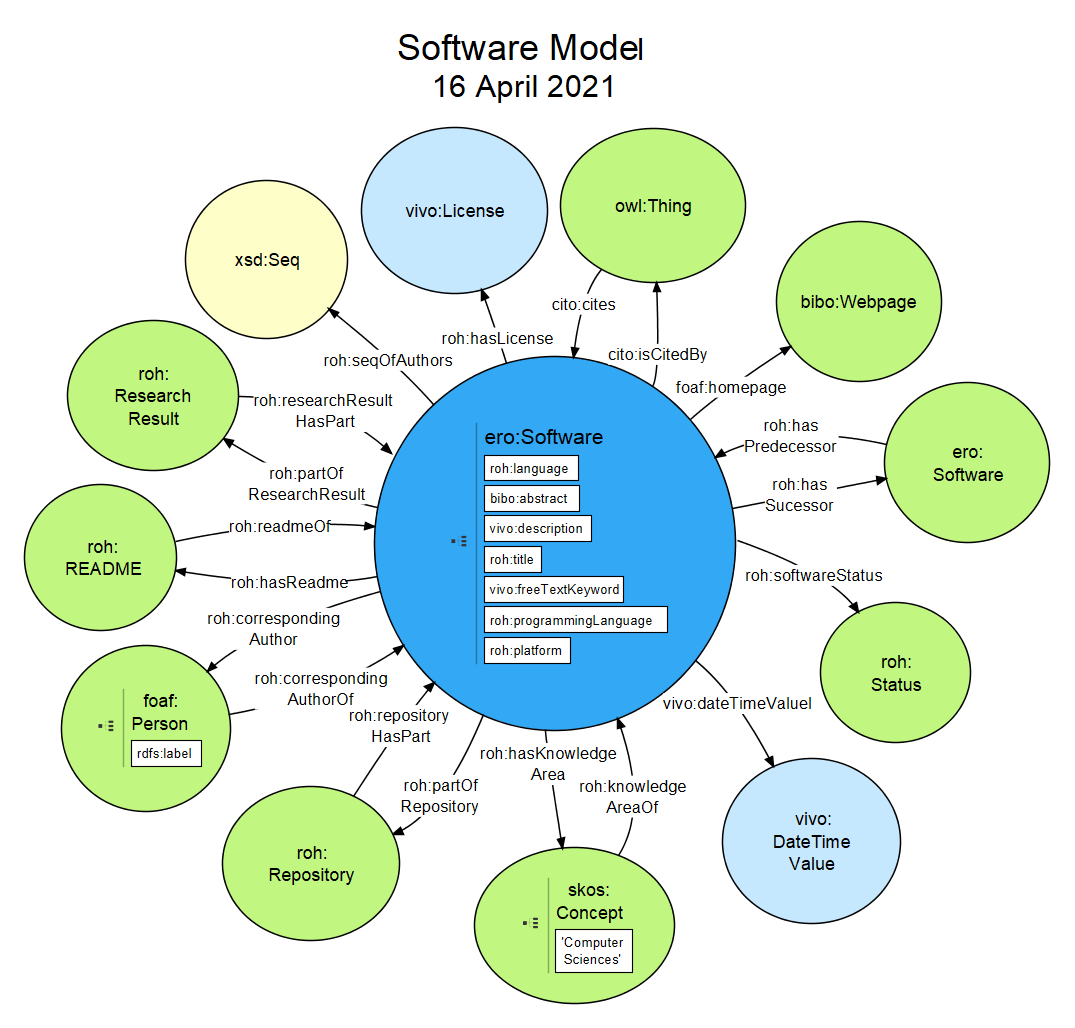 Software Model
16 April 2021
vivo:License
owl:Thing
xsd:Seq
bibo:Webpage
cito:cites
roh:hasLicense
cito:isCitedBy
roh:seqOfAuthors
foaf:homepage
roh:
Research
Result
roh:researchResult
HasPart
roh:partOf
ResearchResult
ero:Software
roh:language
bibo:abstract
vivo:description
roh:title
vivo:freeTextKeyword
roh:programmingLanguage
roh:platform
roh:has
Predecessor
ero:
Software
roh:has
Sucessor
roh:readmeOf
roh:
README
roh:hasReadme
roh:softwareStatus
roh:corresponding
Author
roh:
Status
foaf:
Person
rdfs:label
roh:corresponding
AuthorOf
roh:repository
HasPart
vivo:dateTimeValuel
roh:partOf
Repository
roh:hasKnowledge
Area
roh:knowledge
AreaOf
vivo:
DateTime
Value
roh:
Repository
skos:
Concept
'Computer
Sciences'